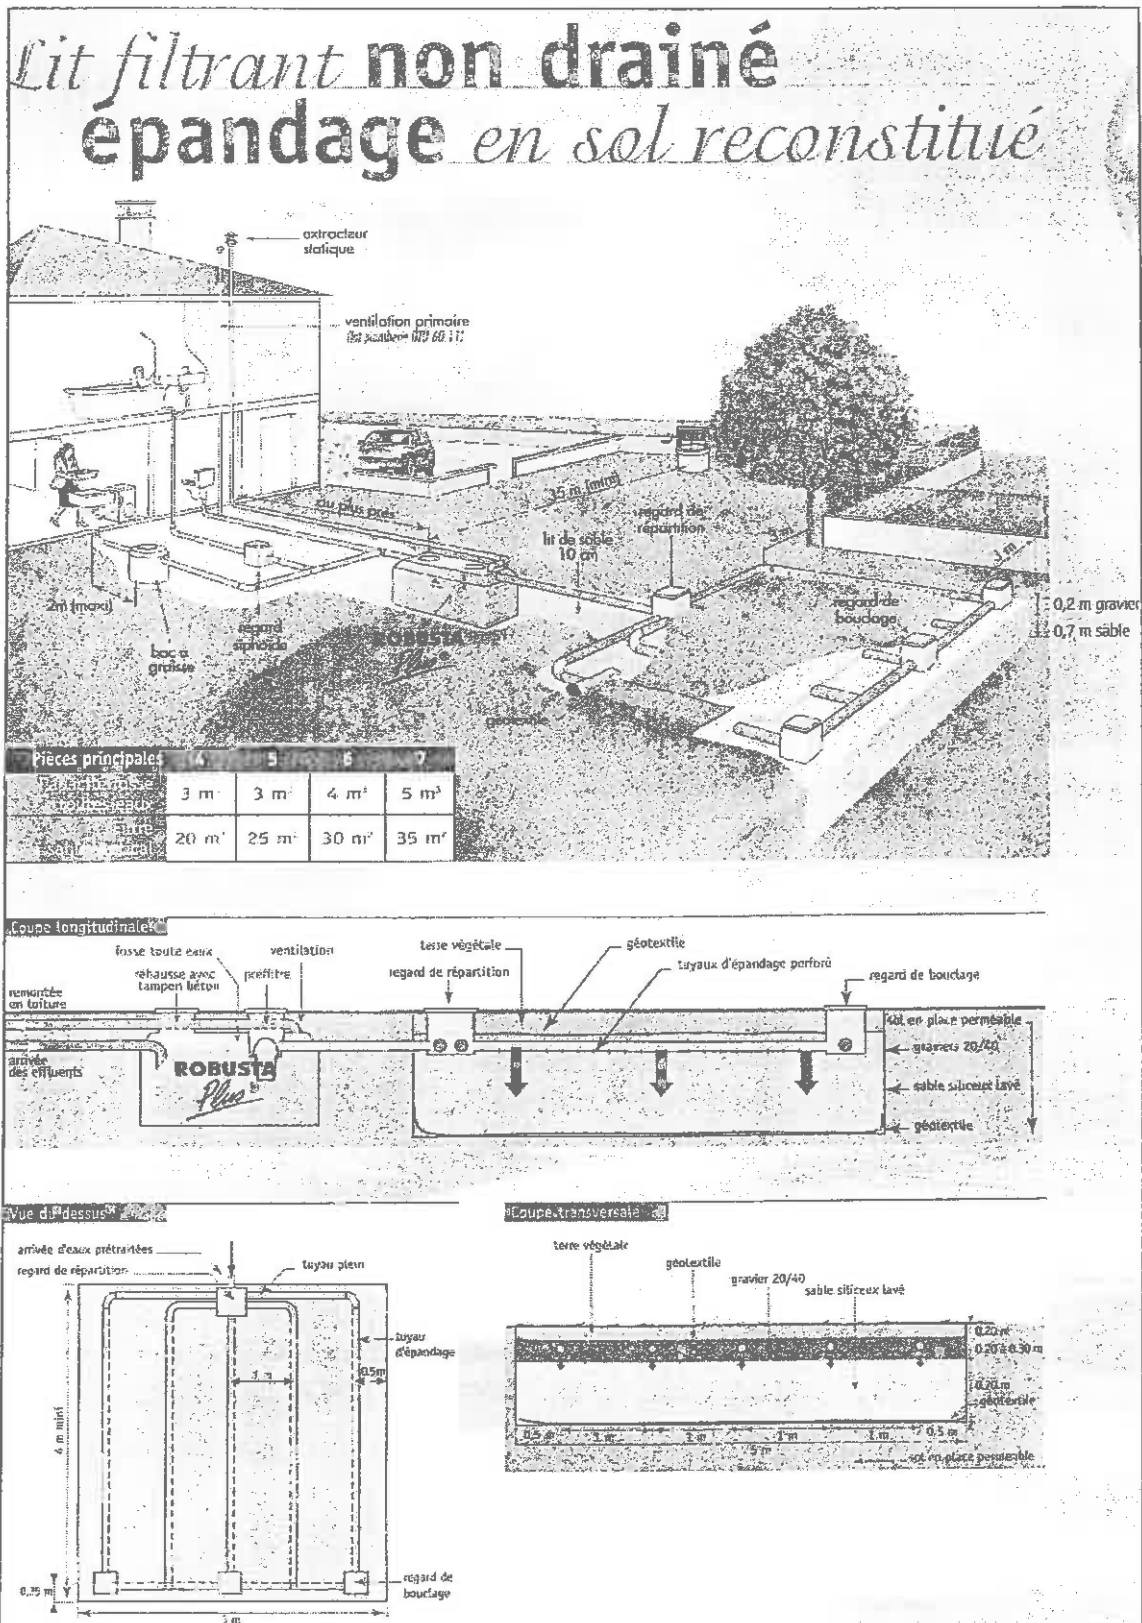 Lit filtrant non drainé
épandage en sol reconstitué
extracteur
statique
ventilation primaire
au plus près
35 m (mini)
regard de
répartition
lit de sable
10 cm
3 m
2m (maxi)
bac à
graisse
regard
siphoïde
ROBUSTA
Plus
géotextile
regard de
bouclage
0,2 m gravier
0,7 m sable
Pièces principales 4 5 6 7
3 m³ 3 m³ 4 m³ 5 m³
20 m² 25 m² 30 m² 35 m²
Coupe longitudinale
fosse toute eaux
ventilation
réhausse avec
tampon béton
préfiltre
remontée
en toiture
arrivée
des effluents
ROBUSTA
Plus
terre végétale
regard de répartition
géotextile
tuyaux d'épandage perforé
regard de bouclage
sol en place perméable
graviers 20/40
sable siliceux lavé
géotextile
Vue du dessus
arrivée d'eaux prétraitées
regard de répartition
tuyau plein
tuyau
d'épandage
1 m
0.5m
4 m mini
regard de
bouclage
5 m
Coupe transversale
terre végétale
géotextile
gravier 20/40
sable siliceux lavé
0,20 m
0,20 à 0,30 m
0,70 m
géotextile
0.5 m 1 m 1 m 1 m 1 m 0.5 m
5 m
sol en place perméable